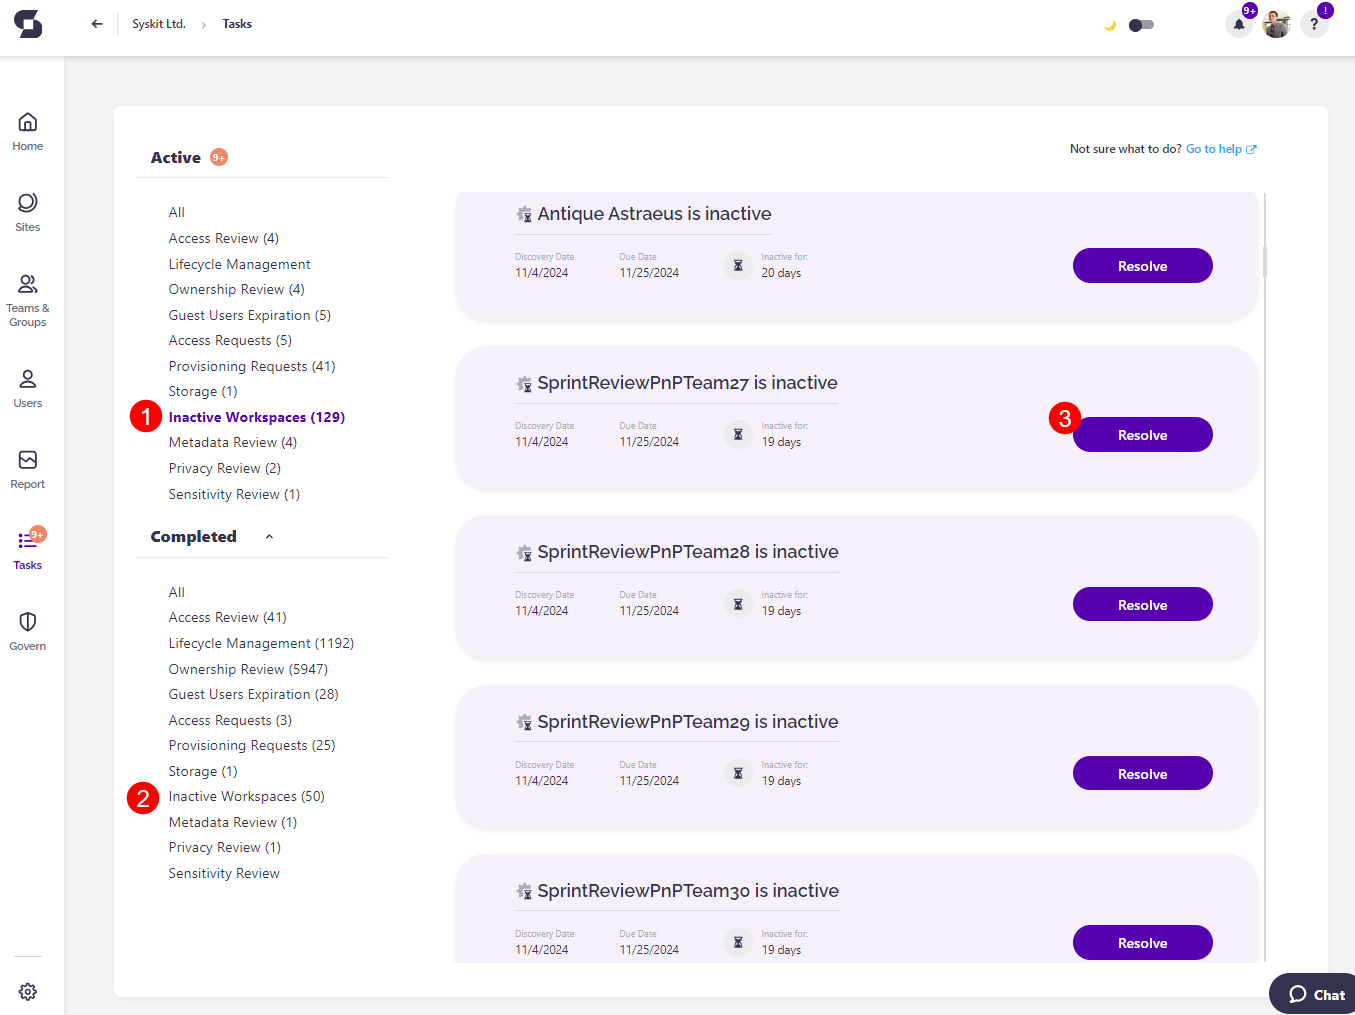 Syskit Ltd. > Tasks
9+
?
!
Home
Sites
Teams &
Groups
Users
Report
9+
Tasks
Govern
Active 9+
All
Access Review (4)
Lifecycle Management
Ownership Review (4)
Guest Users Expiration (5)
Access Requests (5)
Provisioning Requests (41)
Storage (1)
1 Inactive Workspaces (129)
Metadata Review (4)
Privacy Review (2)
Sensitivity Review (1)
Completed
All
Access Review (41)
Lifecycle Management (1192)
Ownership Review (5947)
Guest Users Expiration (28)
Access Requests (3)
Provisioning Requests (25)
Storage (1)
2 Inactive Workspaces (50)
Metadata Review (1)
Privacy Review (1)
Sensitivity Review
Not sure what to do? Go to help
Antique Astraeus is inactive
Discovery Date Due Date Inactive for:
11/4/2024 11/25/2024 20 days
Resolve
SprintReviewPnPTeam27 is inactive
Discovery Date Due Date Inactive for:
11/4/2024 11/25/2024 19 days
3 Resolve
SprintReviewPnPTeam28 is inactive
Discovery Date Due Date Inactive for:
11/4/2024 11/25/2024 19 days
Resolve
SprintReviewPnPTeam29 is inactive
Discovery Date Due Date Inactive for:
11/4/2024 11/25/2024 19 days
Resolve
SprintReviewPnPTeam30 is inactive
Discovery Date Due Date Inactive for:
11/4/2024 11/25/2024 19 days
Resolve
Chat